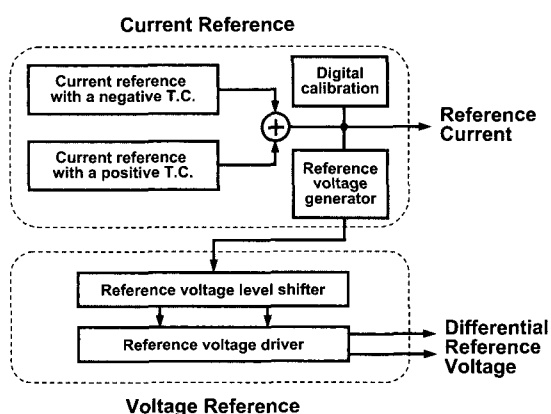 Current Reference
Current reference
with a negative T.C.
Digital
calibration
+
Reference
Current
Current reference
with a positive T.C.
Reference
voltage
generator
Reference voltage level shifter
Reference voltage driver
Differential
Reference
Voltage
Voltage Reference